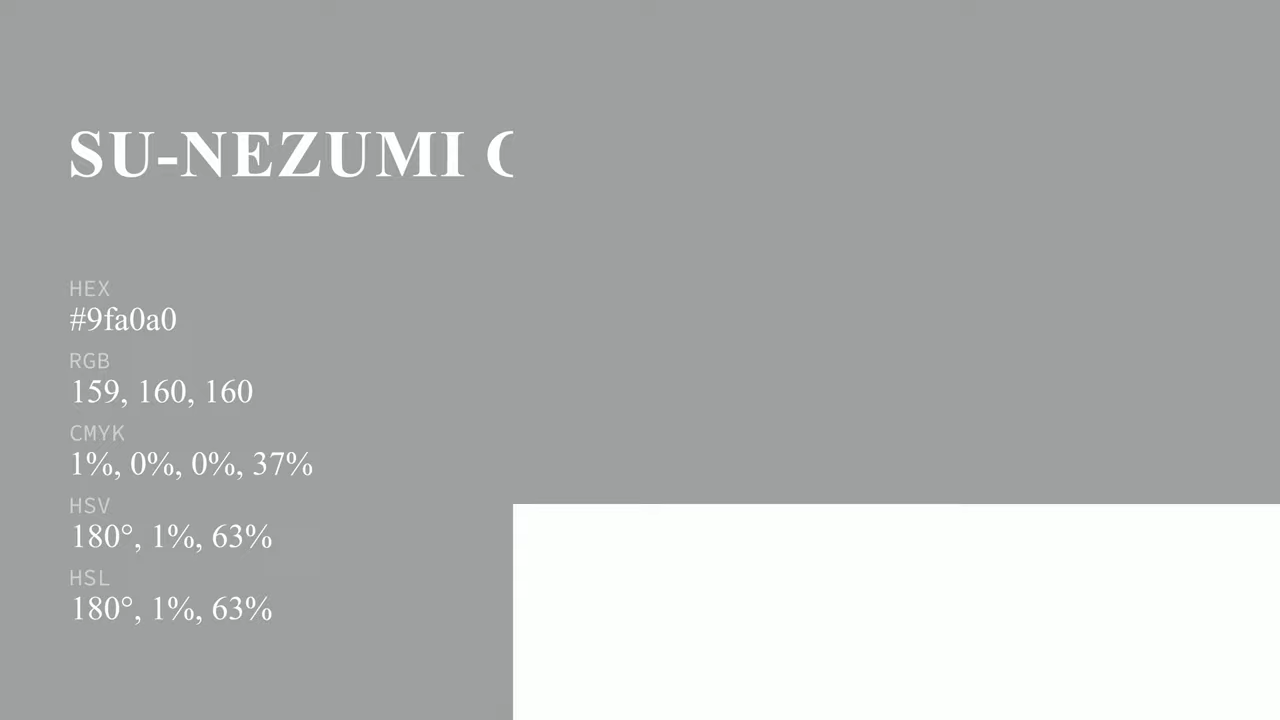 SU-NEZUMI
HEX
#9fa0a0
RGB
159, 160, 160
CMYK
1%, 0%, 0%, 37%
HSV
180°, 1%, 63%
HSL
180°, 1%, 63%